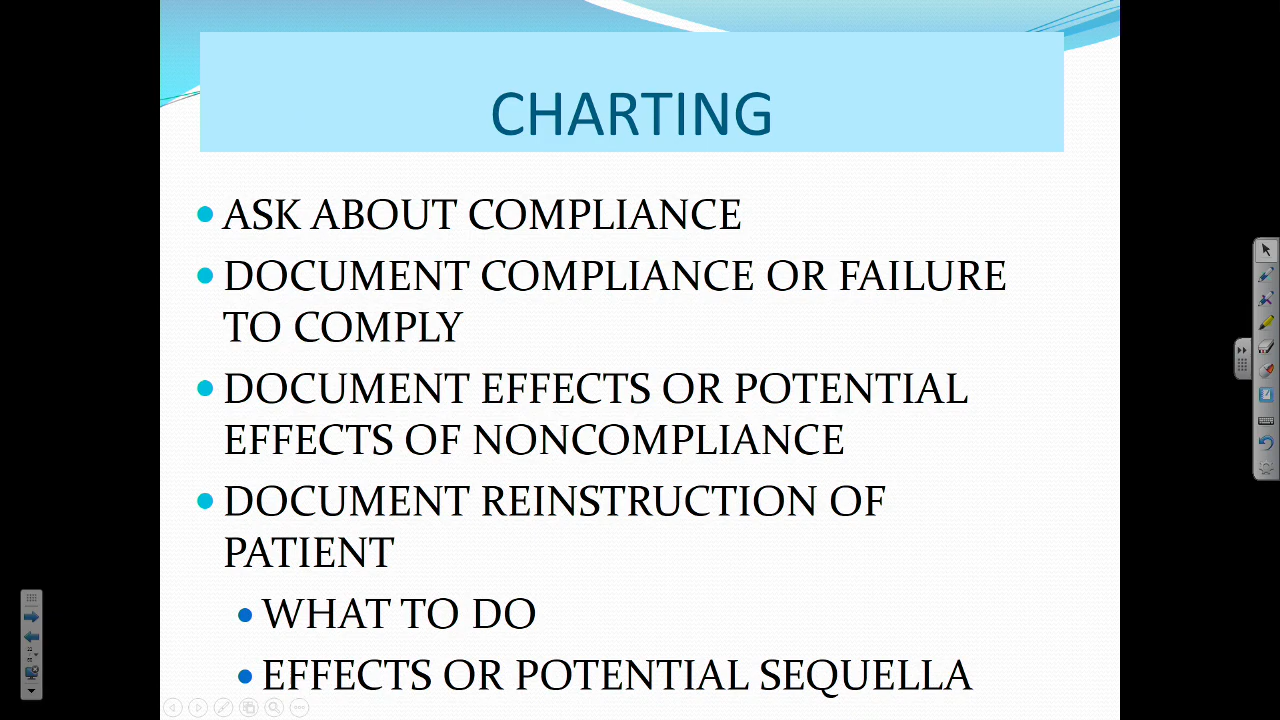 CHARTING
ASK ABOUT COMPLIANCE
DOCUMENT COMPLIANCE OR FAILURE
TO COMPLY
DOCUMENT EFFECTS OR POTENTIAL
EFFECTS OF NONCOMPLIANCE
DOCUMENT REINSTRUCTION OF
PATIENT
WHAT TO DO
EFFECTS OR POTENTIAL SEQUELLA